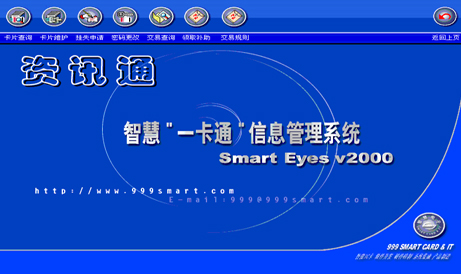 卡片查询 卡片维护 挂失申请 密码更改 交易查询 领取补助 交易规则 返回上页
资讯通
智慧"一卡通"信息管理系统
Smart Eyes v2000
http://www.999smart.com
E-mail:999@999smart.com
999 SMART CARD & IT